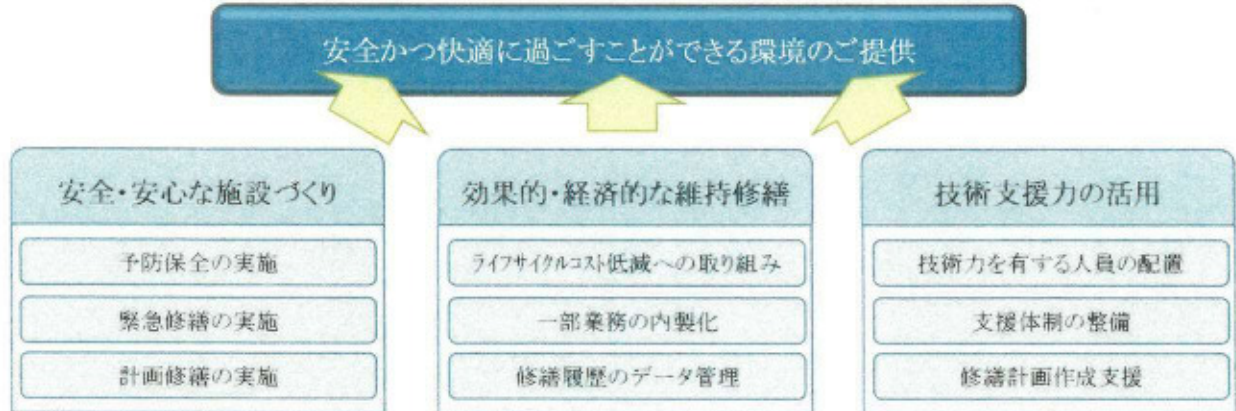 安全かつ快適に過ごすことができる環境のご提供
安全・安心な施設づくり
予防保全の実施
緊急修繕の実施
計画修繕の実施
効果的・経済的な維持修繕
ライフサイクルコスト低減への取り組み
一部業務の内製化
修繕履歴のデータ管理
技術支援力の活用
技術力を有する人員の配置
支援体制の整備
修繕計画作成支援